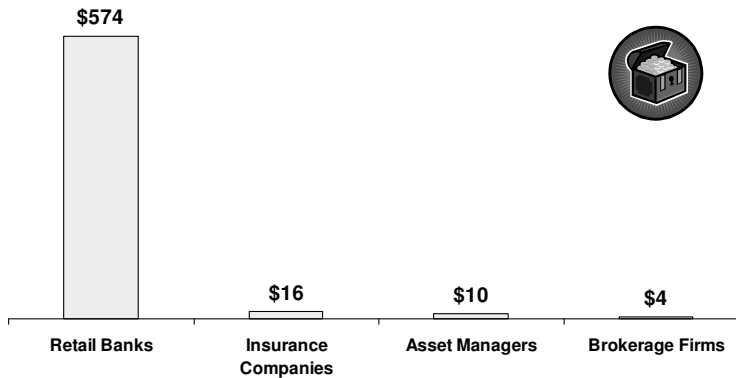 $574
$16
$10
$4
Retail Banks
Insurance
Companies
Asset Managers
Brokerage Firms